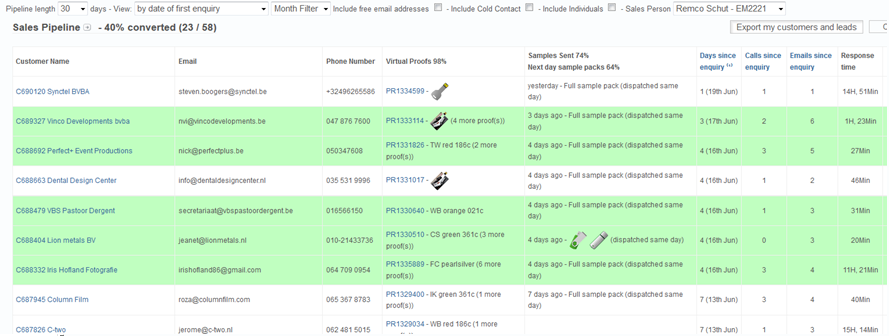 Pipeline length 30 days - View: by date of first enquiry Month Filter Include free email addresses - Include Cold Contact - Include Individuals - Sales Person Remco Schut - EM2221
Sales Pipeline + - 40% converted (23 / 58) Export my customers and leads
Customer Name Email Phone Number Virtual Proofs 98% Samples Sent 74% Next day sample packs 64% Days since enquiry Calls since enquiry Emails since enquiry Response time
C690120 Synctel BVBA steven.boogers@synctel.be +32496265586 PR1334599 - yesterday - Full sample pack (dispatched same day) 1 (19th Jun) 1 1 14H, 51Min
C689327 Vinco Developments bvba nvi@vincodevelopments.be 047 876 7600 PR1333114 - (4 more proof(s)) 3 days ago - Full sample pack (dispatched same day) 3 (17th Jun) 2 6 1H, 23Min
C688692 Perfect+ Event Productions nick@perfectplus.be 050347608 PR1331826 - TW red 186c (2 more proof(s)) 4 days ago - Full sample pack (dispatched same day) 4 (16th Jun) 3 5 27Min
C688663 Dental Design Center info@dentaldesigncenter.nl 035 531 9996 PR1331017 - 4 days ago - Full sample pack (dispatched same day) 4 (16th Jun) 1 2 46Min
C688479 VBS Pastoor Dergent secretariaat@vbspastoordergent.be 016566150 PR1330640 - WB orange 021c 4 days ago - Full sample pack (dispatched same day) 4 (16th Jun) 1 3 31Min
C688404 Lion metals BV jeanet@lionmetals.nl 010-21433736 PR1330510 - CS green 361c (3 more proof(s)) 4 days ago - (dispatched same day) 4 (16th Jun) 0 3 20Min
C688332 Iris Hofland Fotografie irishofland86@gmail.com 064 709 0954 PR1335889 - FC pearlsilver (6 more proof(s)) 4 days ago - Full sample pack (dispatched same day) 4 (16th Jun) 3 4 11H, 21Min
C687945 Column Film roza@columnfilm.com 065 367 8783 PR1329400 - IK green 361c (1 more proof(s)) 7 days ago - Full sample pack (dispatched same day) 7 (13th Jun) 3 4 40Min
C687826 C-two jerome@c-two.nl 062 481 5015 PR1329034 - WB red 186c (1 more 7 (13th Jun) 1 3 15H, 14Min